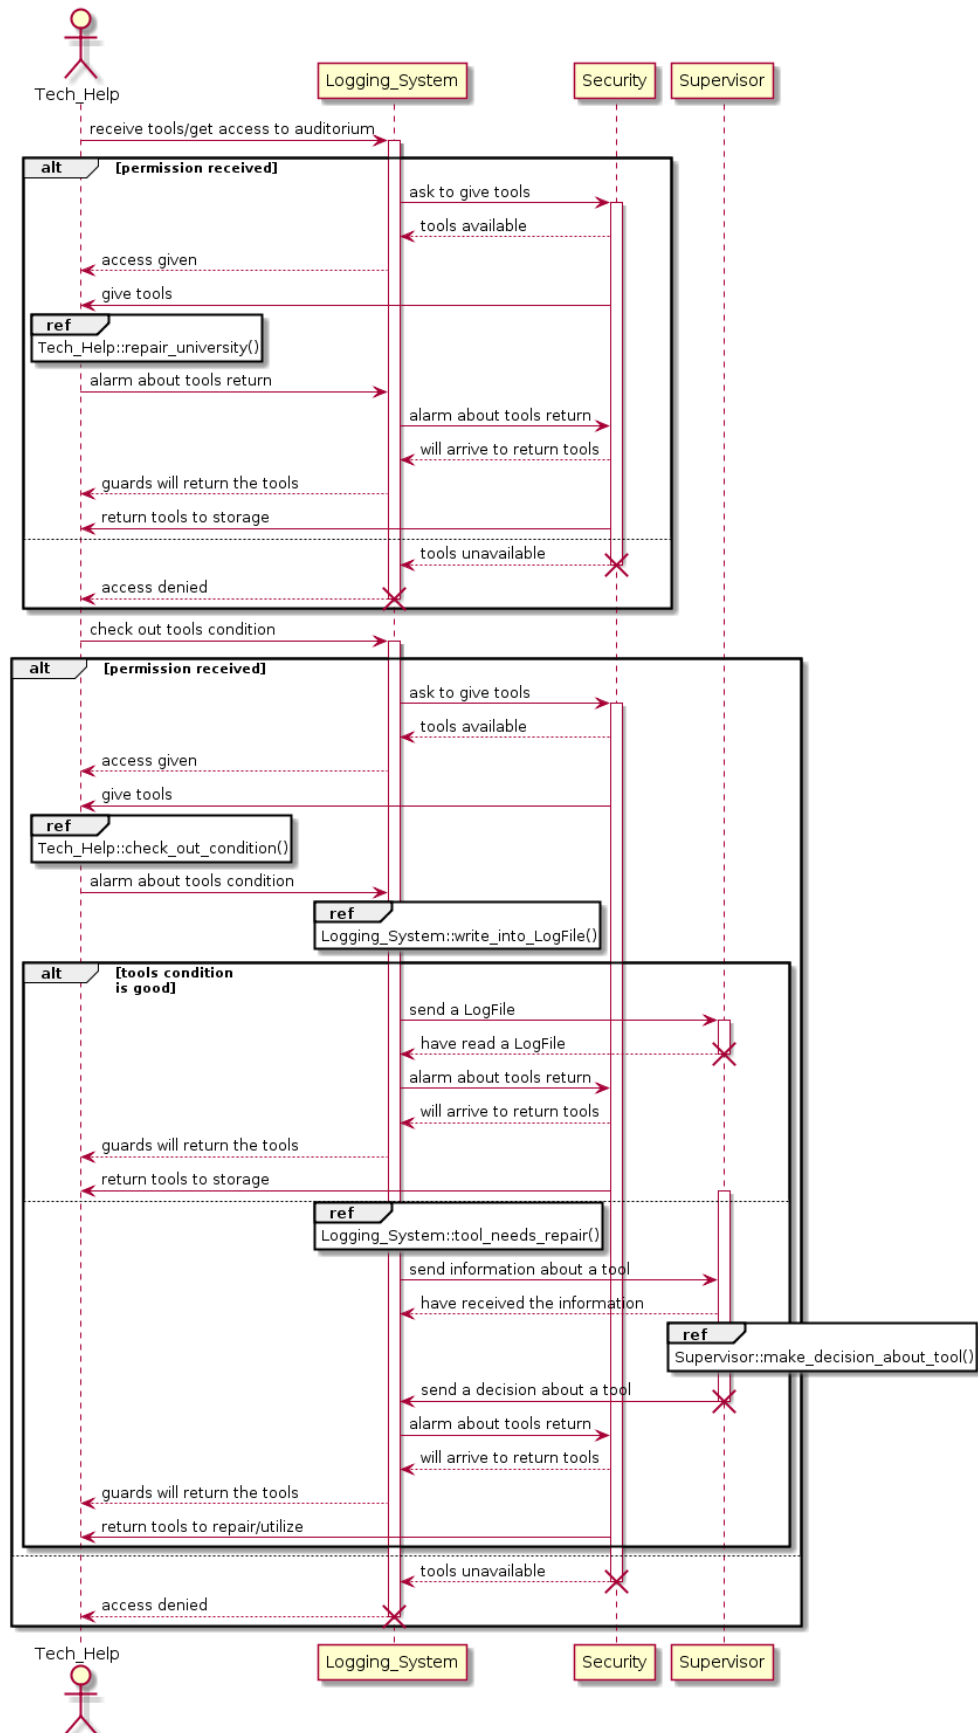 Tech_Help
Logging_System
Security
Supervisor
receive tools/get access to auditorium
alt
[permission received]
ask to give tools
tools available
access given
give tools
ref
Tech_Help::repair_university()
alarm about tools return
alarm about tools return
will arrive to return tools
guards will return the tools
return tools to storage
tools unavailable
access denied
check out tools condition
alt
[permission received]
ask to give tools
tools available
access given
give tools
ref
Tech_Help::check_out_condition()
alarm about tools condition
ref
Logging_System::write_into_LogFile()
alt
[tools condition
is good]
send a LogFile
have read a LogFile
alarm about tools return
will arrive to return tools
guards will return the tools
return tools to storage
ref
Logging_System::tool_needs_repair()
send information about a tool
have received the information
ref
Supervisor::make_decision_about_tool()
send a decision about a tool
alarm about tools return
will arrive to return tools
guards will return the tools
return tools to repair/utilize
tools unavailable
access denied
Tech_Help
Logging_System
Security
Supervisor